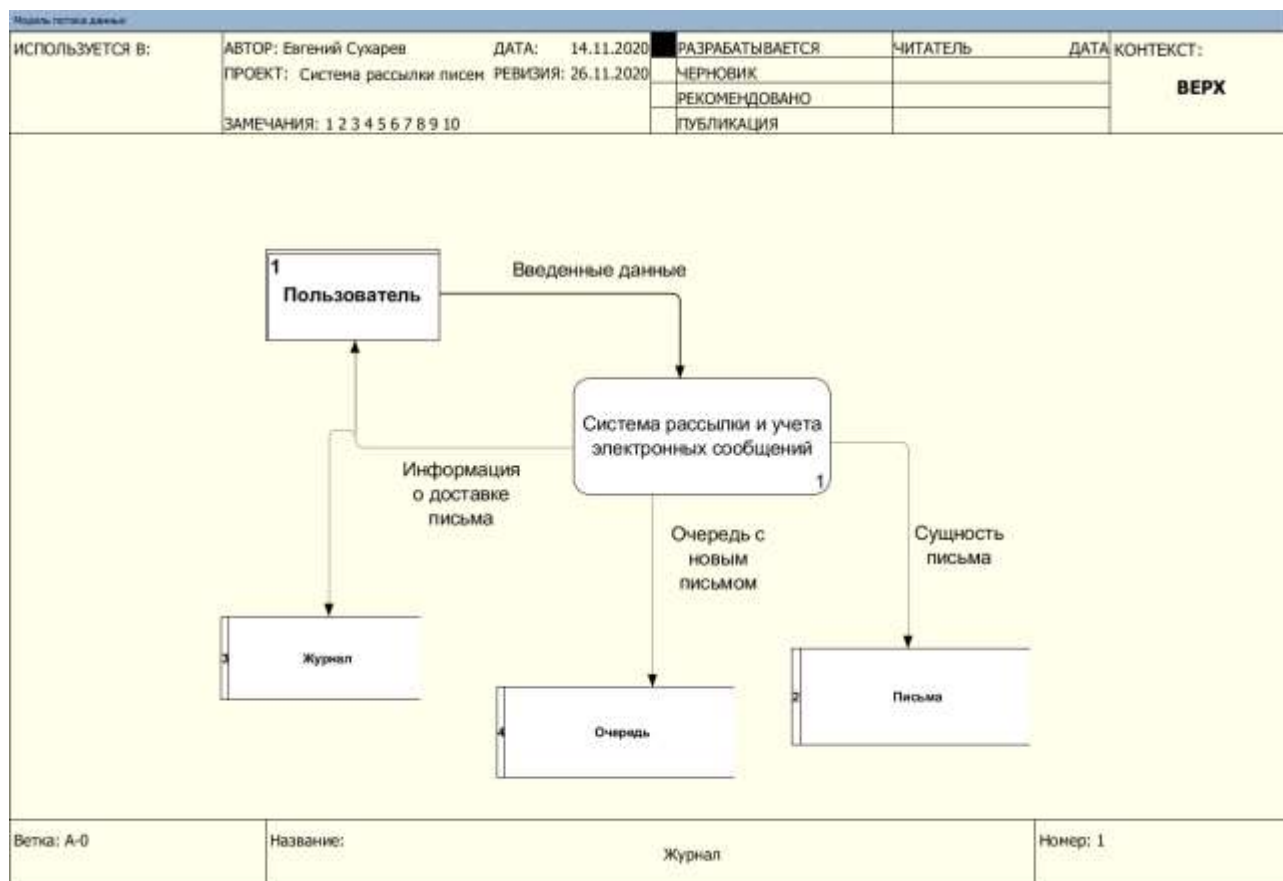 Модель потока данных
ИСПОЛЬЗУЕТСЯ В:
АВТОР: Евгений Сухарев
ДАТА: 14.11.2020
ПРОЕКТ: Система рассылки писем
РЕВИЗИЯ: 26.11.2020
ЗАМЕЧАНИЯ: 1 2 3 4 5 6 7 8 9 10
РАЗРАБАТЫВАЕТСЯ
ЧЕРНОВИК
РЕКОМЕНДОВАНО
ПУБЛИКАЦИЯ
ЧИТАТЕЛЬ
ДАТА
КОНТЕКСТ:
ВЕРХ
1
Пользователь
Введенные данные
Система рассылки и учета
электронных сообщений
1
Информация
о доставке
письма
Очередь с
новым
письмом
Сущность
письма
3
Журнал
4
Очередь
2
Письма
Ветка: A-0
Название:
Журнал
Номер: 1